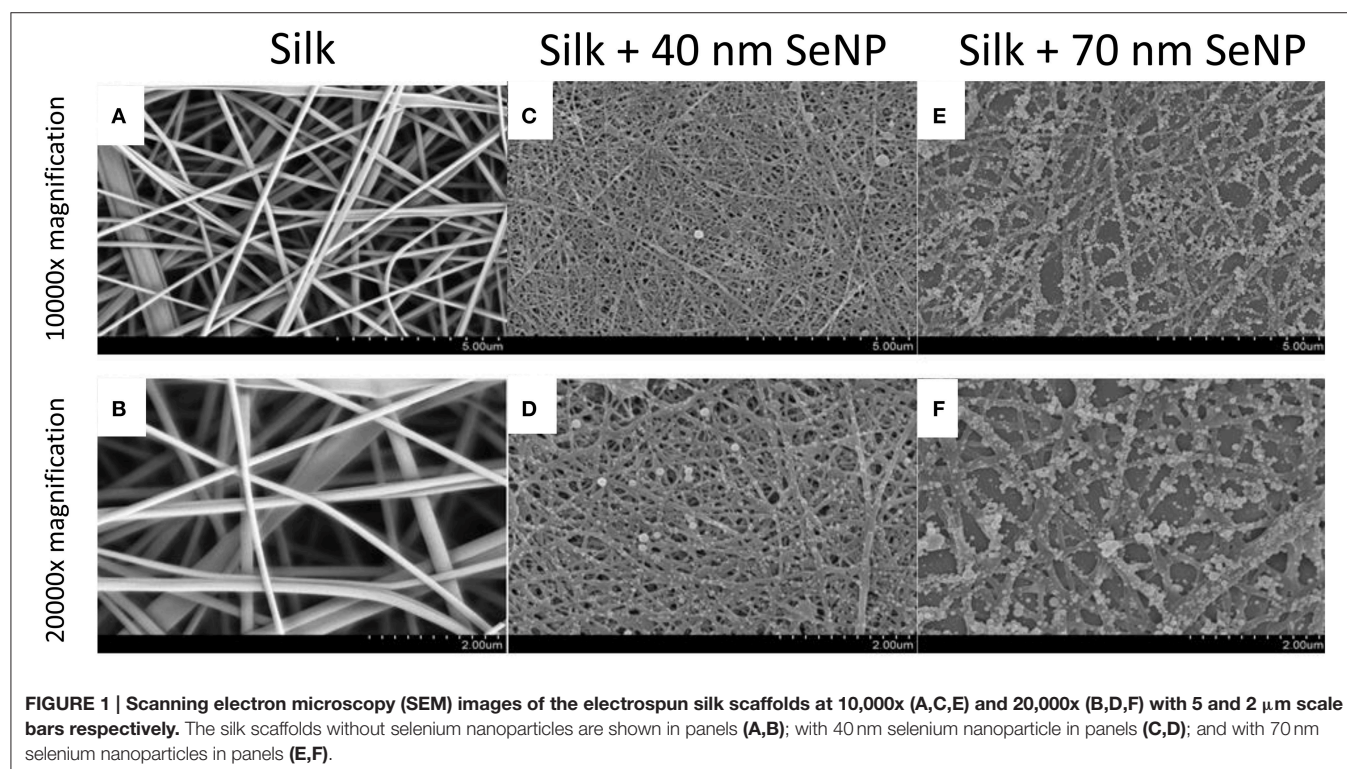 Silk
Silk + 40 nm SeNP
Silk + 70 nm SeNP
10000x magnification
A
5.00um
C
5.00um
E
5.00um
20000x magnification
B
2.00um
D
2.00um
F
2.00um
FIGURE 1 | Scanning electron microscopy (SEM) images of the electrospun silk scaffolds at 10,000x (A,C,E) and 20,000x (B,D,F) with 5 and 2 μm scale
bars respectively. The silk scaffolds without selenium nanoparticles are shown in panels (A,B); with 40 nm selenium nanoparticle in panels (C,D); and with 70 nm
selenium nanoparticles in panels (E,F).